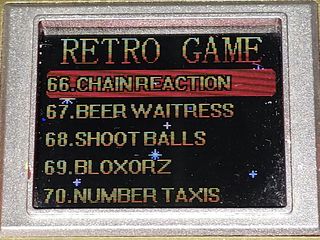 RETRO GAME
66.CHAIN REACTION
67.BEER WAITRESS
68.SHOOT BALLS
69.BLOXORZ
70.NUMBER TAXIS